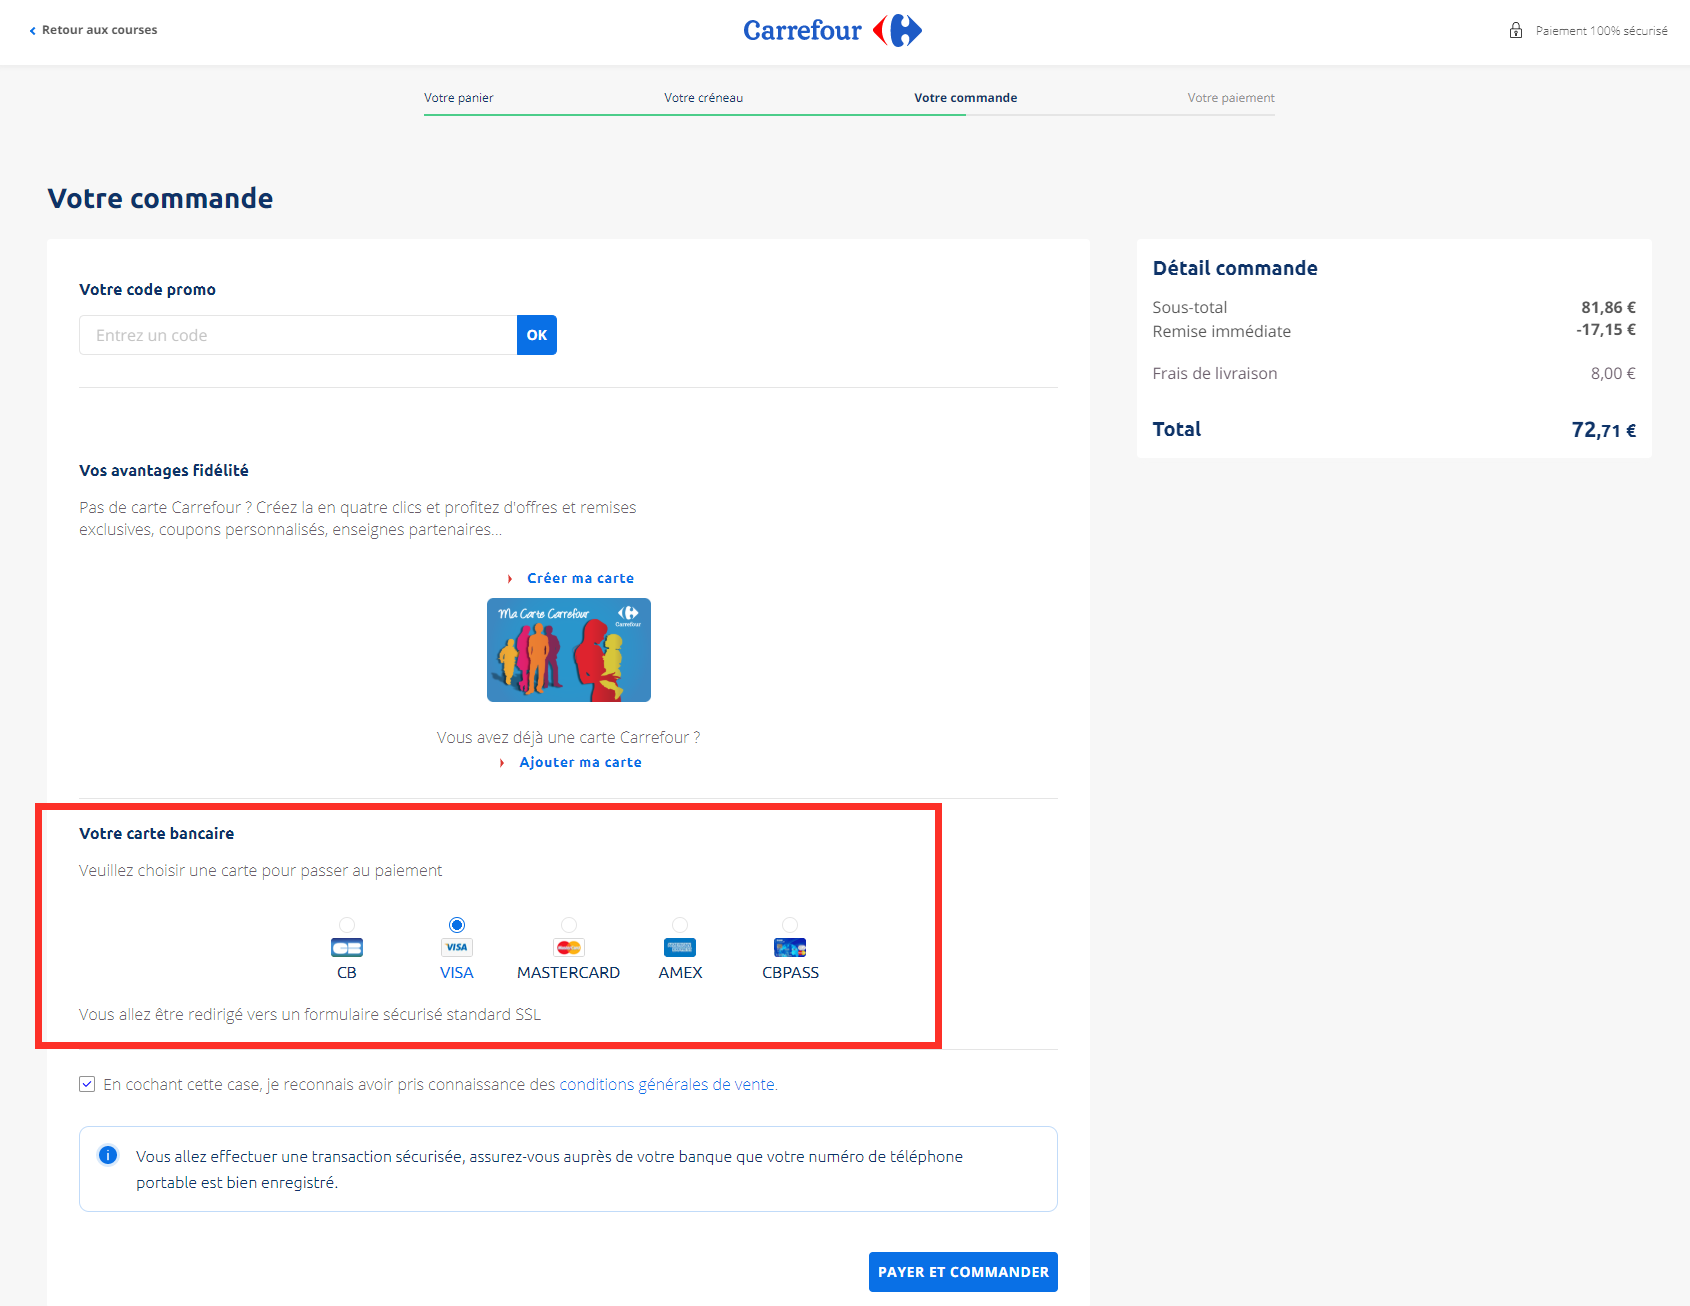 Retour aux courses
Carrefour
Paiement 100% sécurisé
Votre panier
Votre créneau
Votre commande
Votre paiement
Votre commande
Votre code promo
Entrez un code
OK
Vos avantages fidélité
Pas de carte Carrefour ? Créez la en quatre clics et profitez d'offres et remises
exclusives, coupons personnalisés, enseignes partenaires...
Créer ma carte
Ma Carte Carrefour
Carrefour
Vous avez déjà une carte Carrefour ?
Ajouter ma carte
Votre carte bancaire
Veuillez choisir une carte pour passer au paiement
CB
VISA
MasterCard
CB
VISA
MASTERCARD
AMEX
CBPASS
Vous allez être redirigé vers un formulaire sécurisé standard SSL
En cochant cette case, je reconnais avoir pris connaissance des conditions générales de vente.
Vous allez effectuer une transaction sécurisée, assurez-vous auprès de votre banque que votre numéro de téléphone
portable est bien enregistré.
PAYER ET COMMANDER
Détail commande
Sous-total 81,86 €
Remise immédiate -17,15 €
Frais de livraison 8,00 €
Total 72,71 €